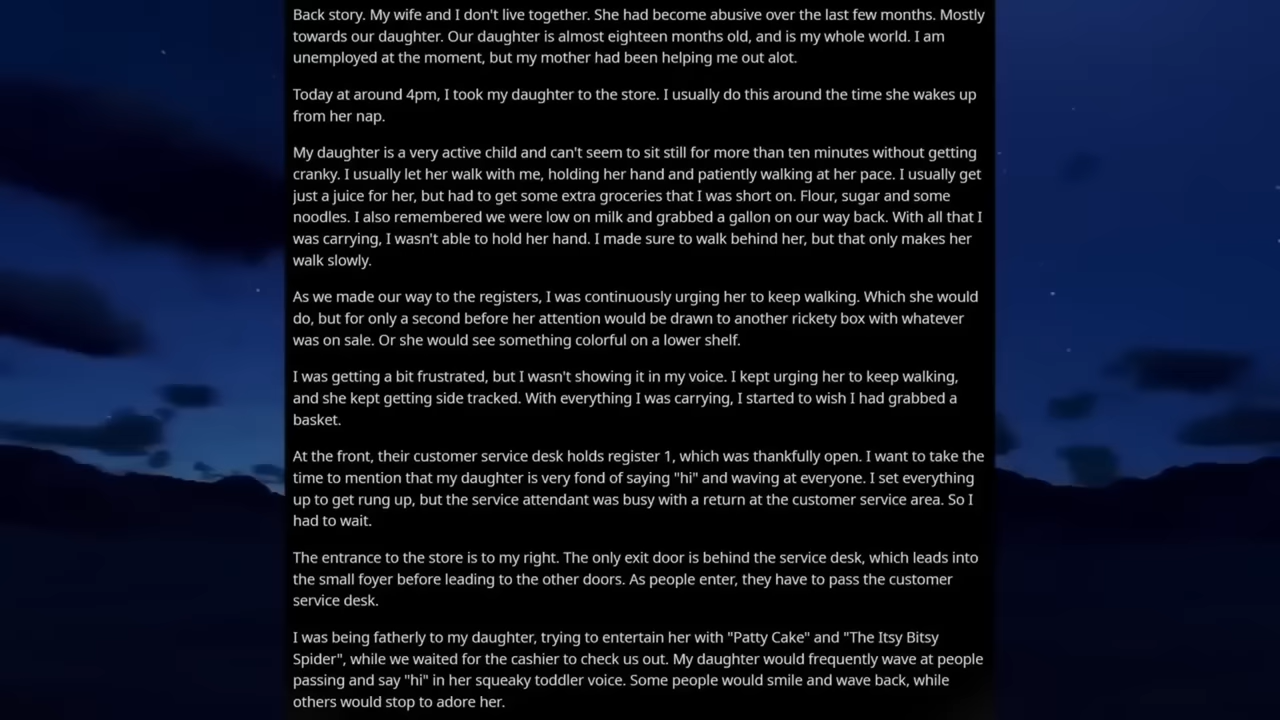 Back story. My wife and I don't live together. She had become abusive over the last few months. Mostly
towards our daughter. Our daughter is almost eighteen months old, and is my whole world. I am
unemployed at the moment, but my mother had been helping me out alot.
Today at around 4pm, I took my daughter to the store. I usually do this around the time she wakes up
from her nap.
My daughter is a very active child and can't seem to sit still for more than ten minutes without getting
cranky. I usually let her walk with me, holding her hand and patiently walking at her pace. I usually get
just a juice for her, but had to get some extra groceries that I was short on. Flour, sugar and some
noodles. I also remembered we were low on milk and grabbed a gallon on our way back. With all that I
was carrying, I wasn't able to hold her hand. I made sure to walk behind her, but that only makes her
walk slowly.
As we made our way to the registers, I was continuously urging her to keep walking. Which she would
do, but for only a second before her attention would be drawn to another rickety box with whatever
was on sale. Or she would see something colorful on a lower shelf.
I was getting a bit frustrated, but I wasn't showing it in my voice. I kept urging her to keep walking,
and she kept getting side tracked. With everything I was carrying, I started to wish I had grabbed a
basket.
At the front, their customer service desk holds register 1, which was thankfully open. I want to take the
time to mention that my daughter is very fond of saying "hi" and waving at everyone. I set everything
up to get rung up, but the service attendant was busy with a return at the customer service area. So I
had to wait.
The entrance to the store is to my right. The only exit door is behind the service desk, which leads into
the small foyer before leading to the other doors. As people enter, they have to pass the customer
service desk.
I was being fatherly to my daughter, trying to entertain her with "Patty Cake" and "The Itsy Bitsy
Spider", while we waited for the cashier to check us out. My daughter would frequently wave at people
passing and say "hi" in her squeaky toddler voice. Some people would smile and wave back, while
others would stop to adore her.